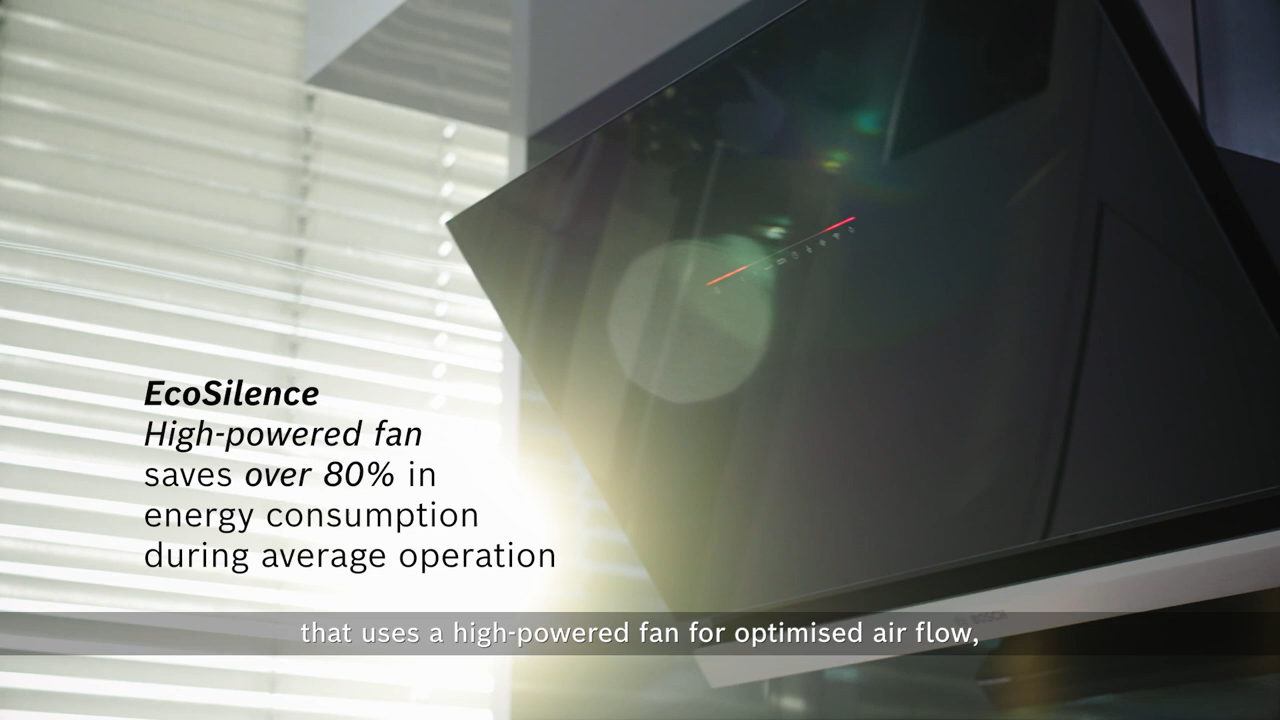 EcoSilence
High-powered fan
saves over 80% in
energy consumption
during average operation
BOSCH
that uses a high-powered fan for optimised air flow,